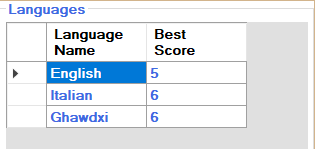 Languages
Language Name Best Score
English 5
Italian 6
Ghawdxi 6